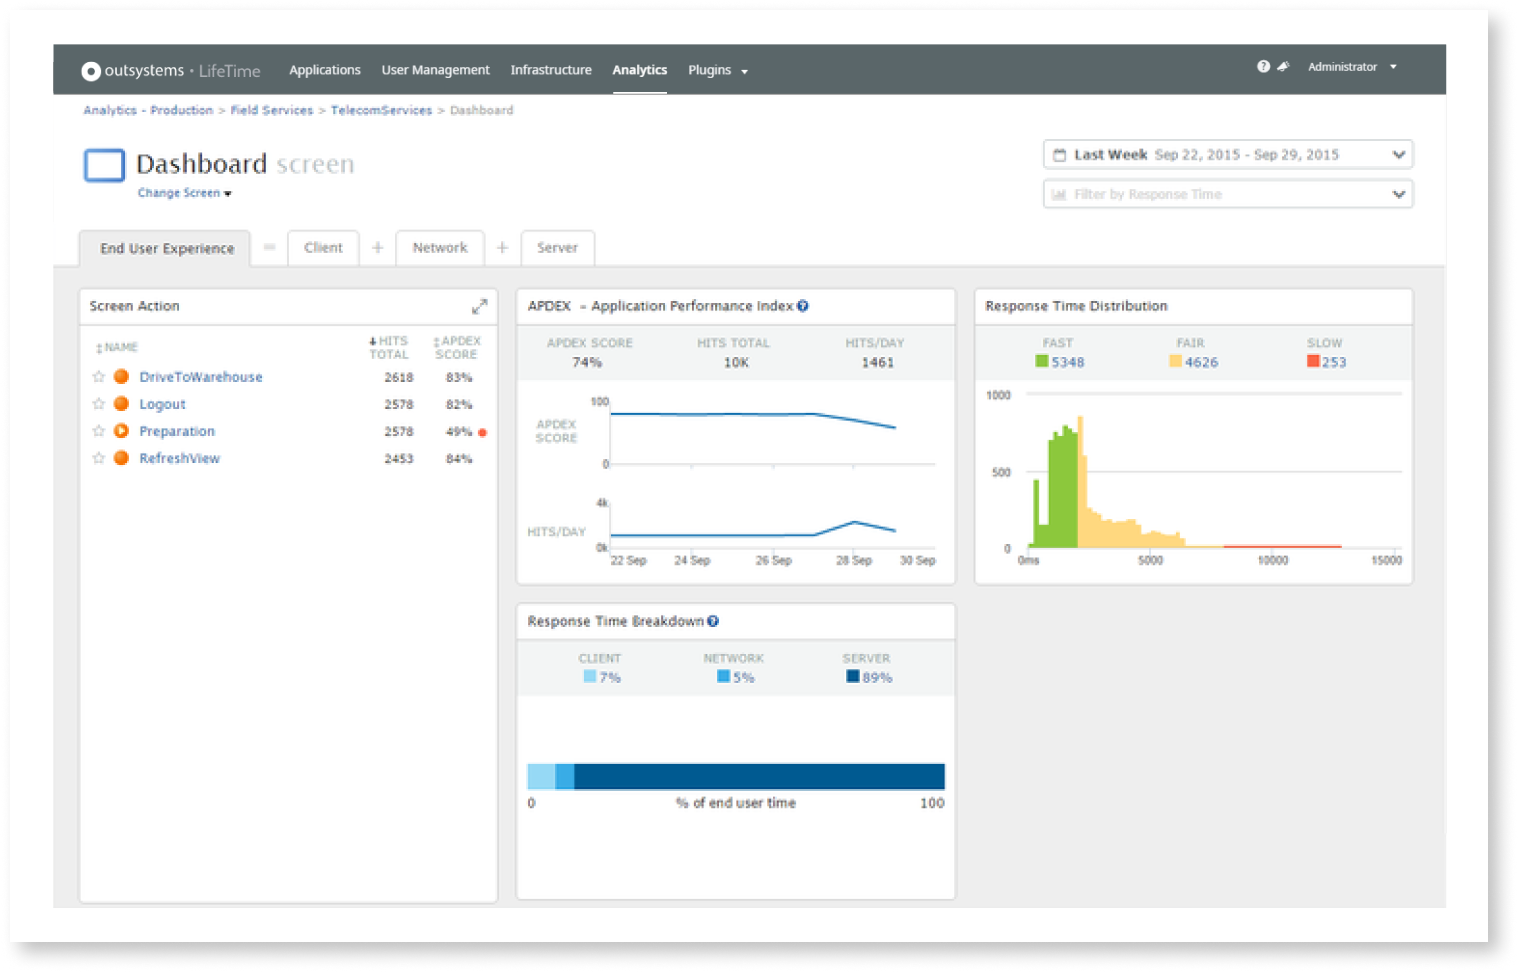 outsystems · LifeTime Applications User Management Infrastructure Analytics Plugins Administrator
Analytics - Production > Field Services > TelecomServices > Dashboard
Dashboard screen
Change Screen
Last Week Sep 22, 2015 - Sep 29, 2015
Filter by Response Time
End User Experience = Client + Network + Server
Screen Action
NAME HITS TOTAL APDEX SCORE
DriveToWarehouse 2618 83%
Logout 2578 82%
Preparation 2578 49%
RefreshView 2453 84%
APDEX - Application Performance Index ?
APDEX SCORE HITS TOTAL HITS/DAY
74% 10K 1461
100
APDEX
SCORE
0
4k
HITS/DAY
0k
22 Sep 24 Sep 26 Sep 28 Sep 30 Sep
Response Time Distribution
FAST FAIR SLOW
5348 4626 253
1000
500
0
0ms 5000 10000 15000
Response Time Breakdown ?
CLIENT NETWORK SERVER
7% 5% 89%
0 % of end user time 100